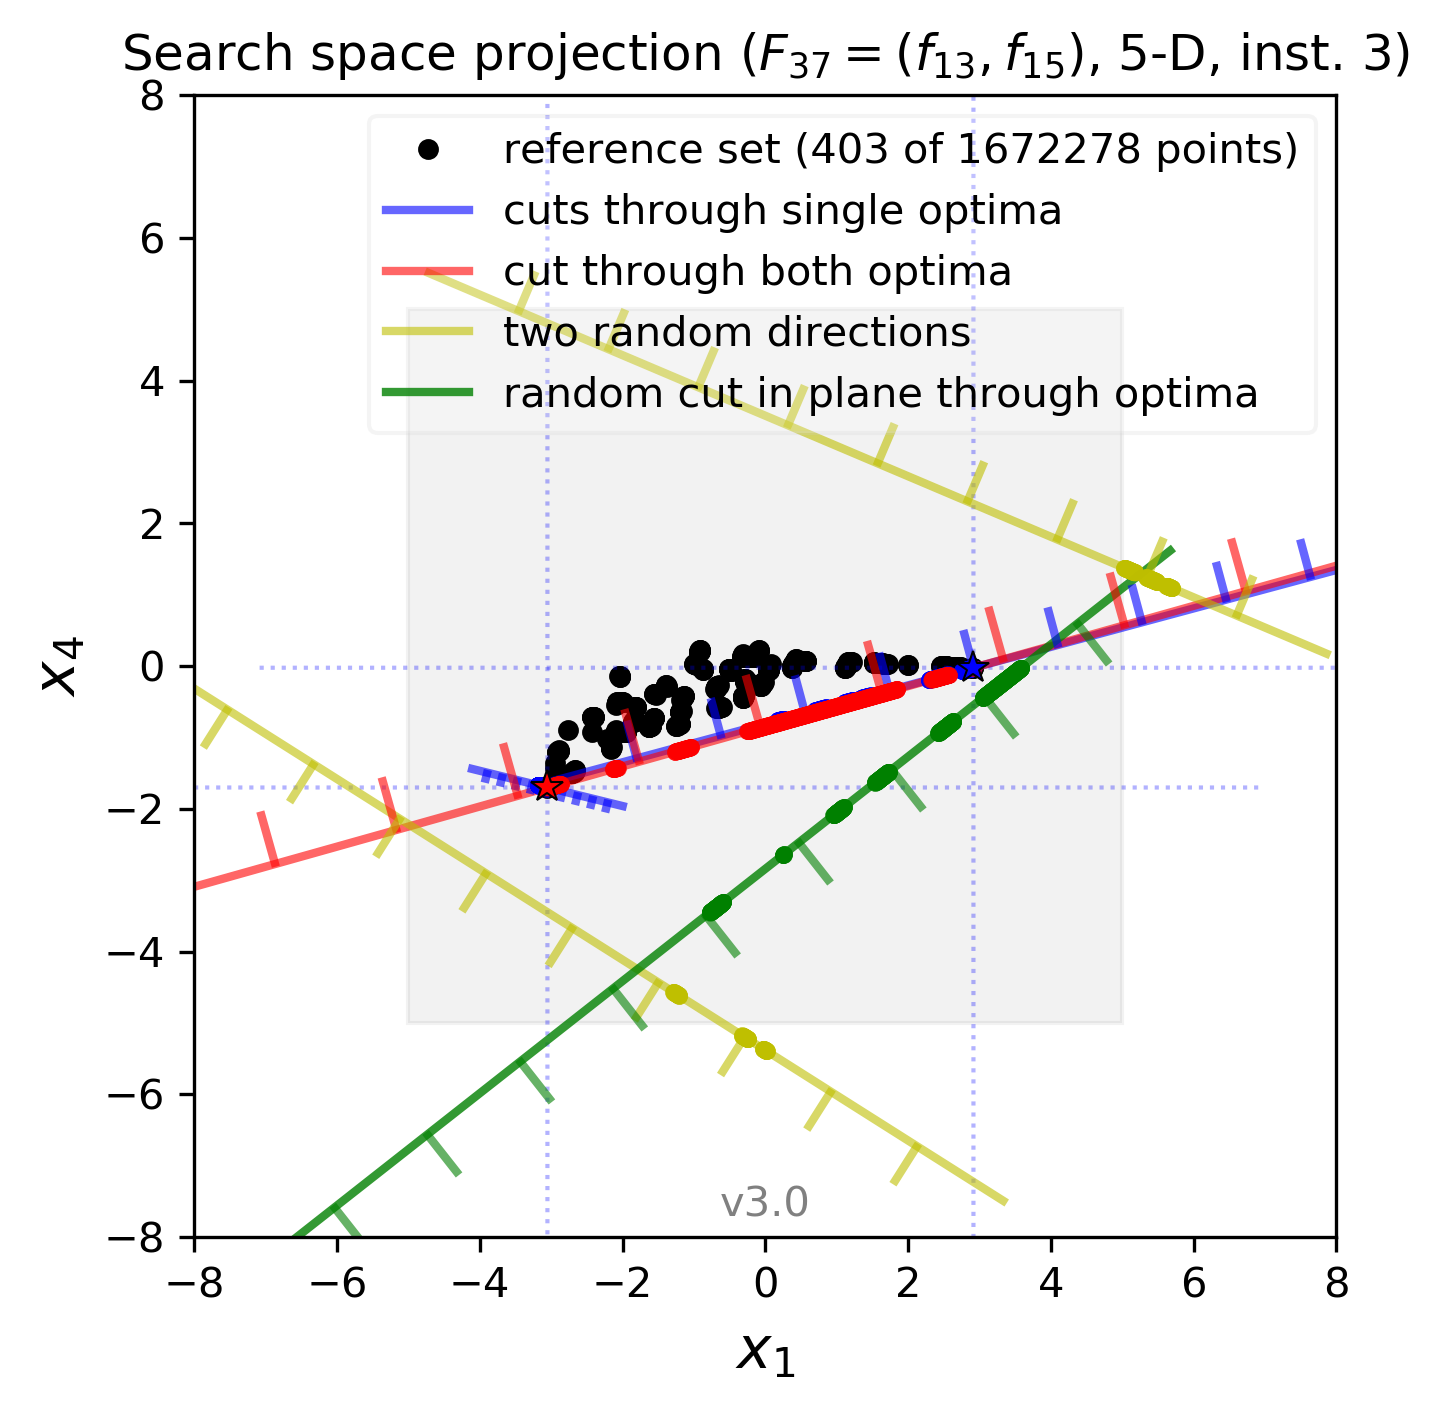 Search space projection (F₃₇ = (f₁₃, f₁₅), 5-D, inst. 3)
reference set (403 of 1672278 points)
cuts through single optima
cut through both optima
two random directions
random cut in plane through optima
8
6
4
2
0
−2
−4
−6
−8
x₄
v3.0
−8 −6 −4 −2 0 2 4 6 8
x₁